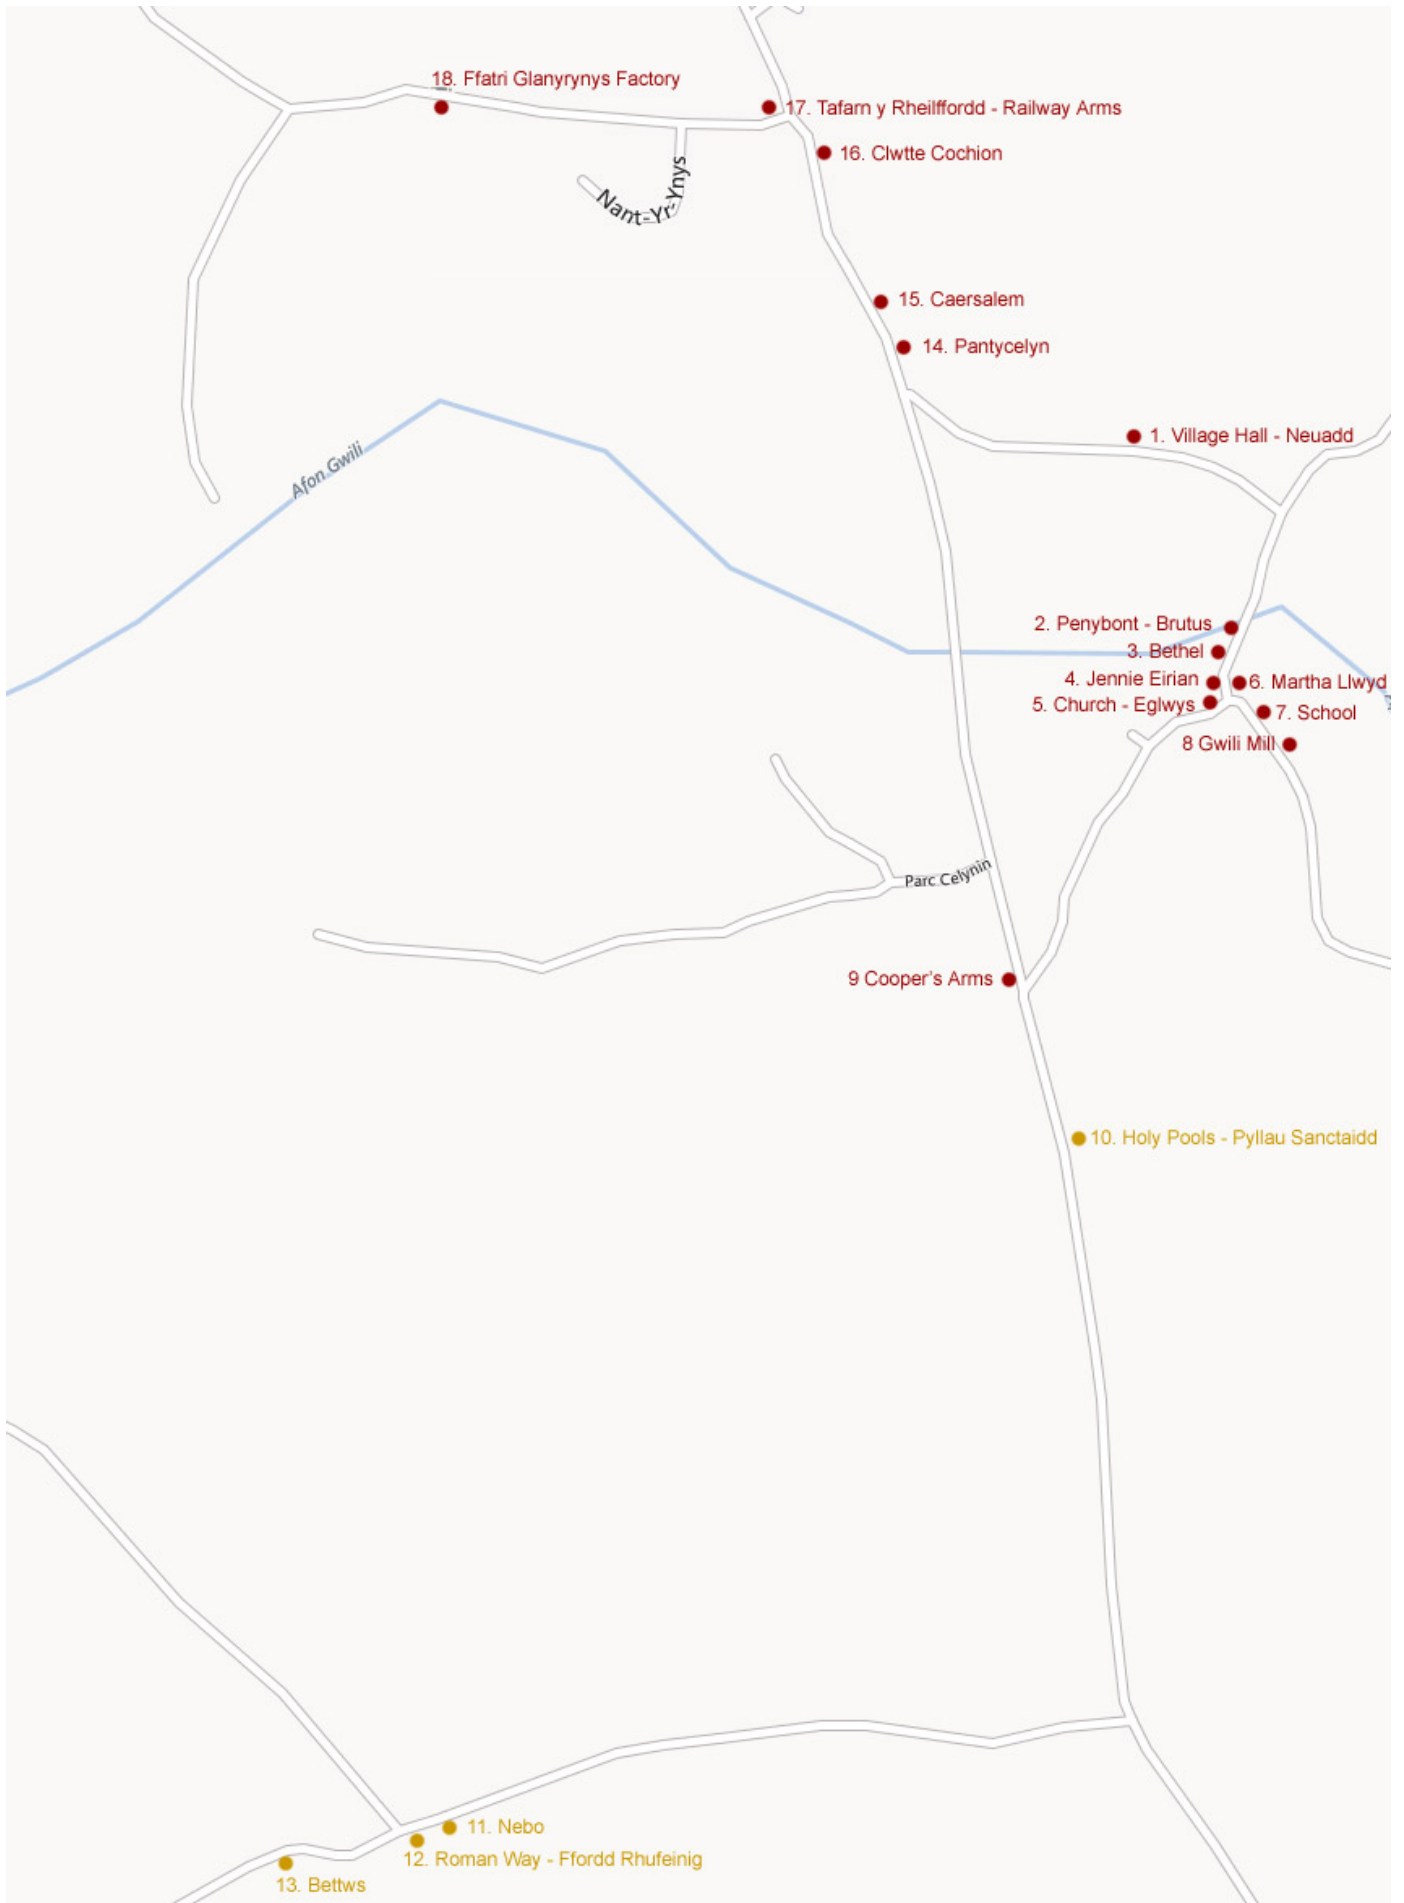 18. Ffatri Glanyrynys Factory
17. Tafarn y Rheilffordd - Railway Arms
16. Clwtte Cochion
Nant-Yr-Ynys
15. Caersalem
14. Pantycelyn
1. Village Hall - Neuadd
Afon Gwili
2. Penybont - Brutus
3. Bethel
4. Jennie Eirian
6. Martha Llwyd
5. Church - Eglwys
7. School
8 Gwili Mill
Parc Celynin
9 Cooper's Arms
10. Holy Pools - Pyllau Sanctaidd
11. Nebo
12. Roman Way - Ffordd Rhufeinig
13. Bettws